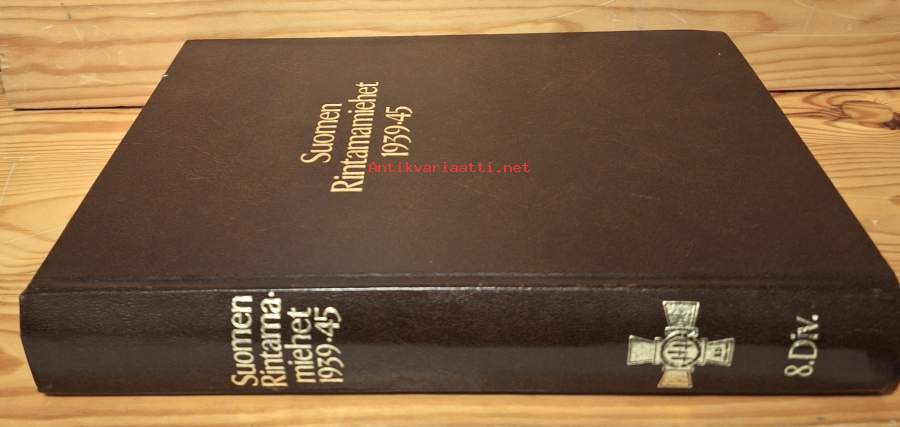 Suomen
Rintamamiehet
1939-45
Antikvariaatti.net
Suomen
Rintama-
miehet
1939-45
8.Div.